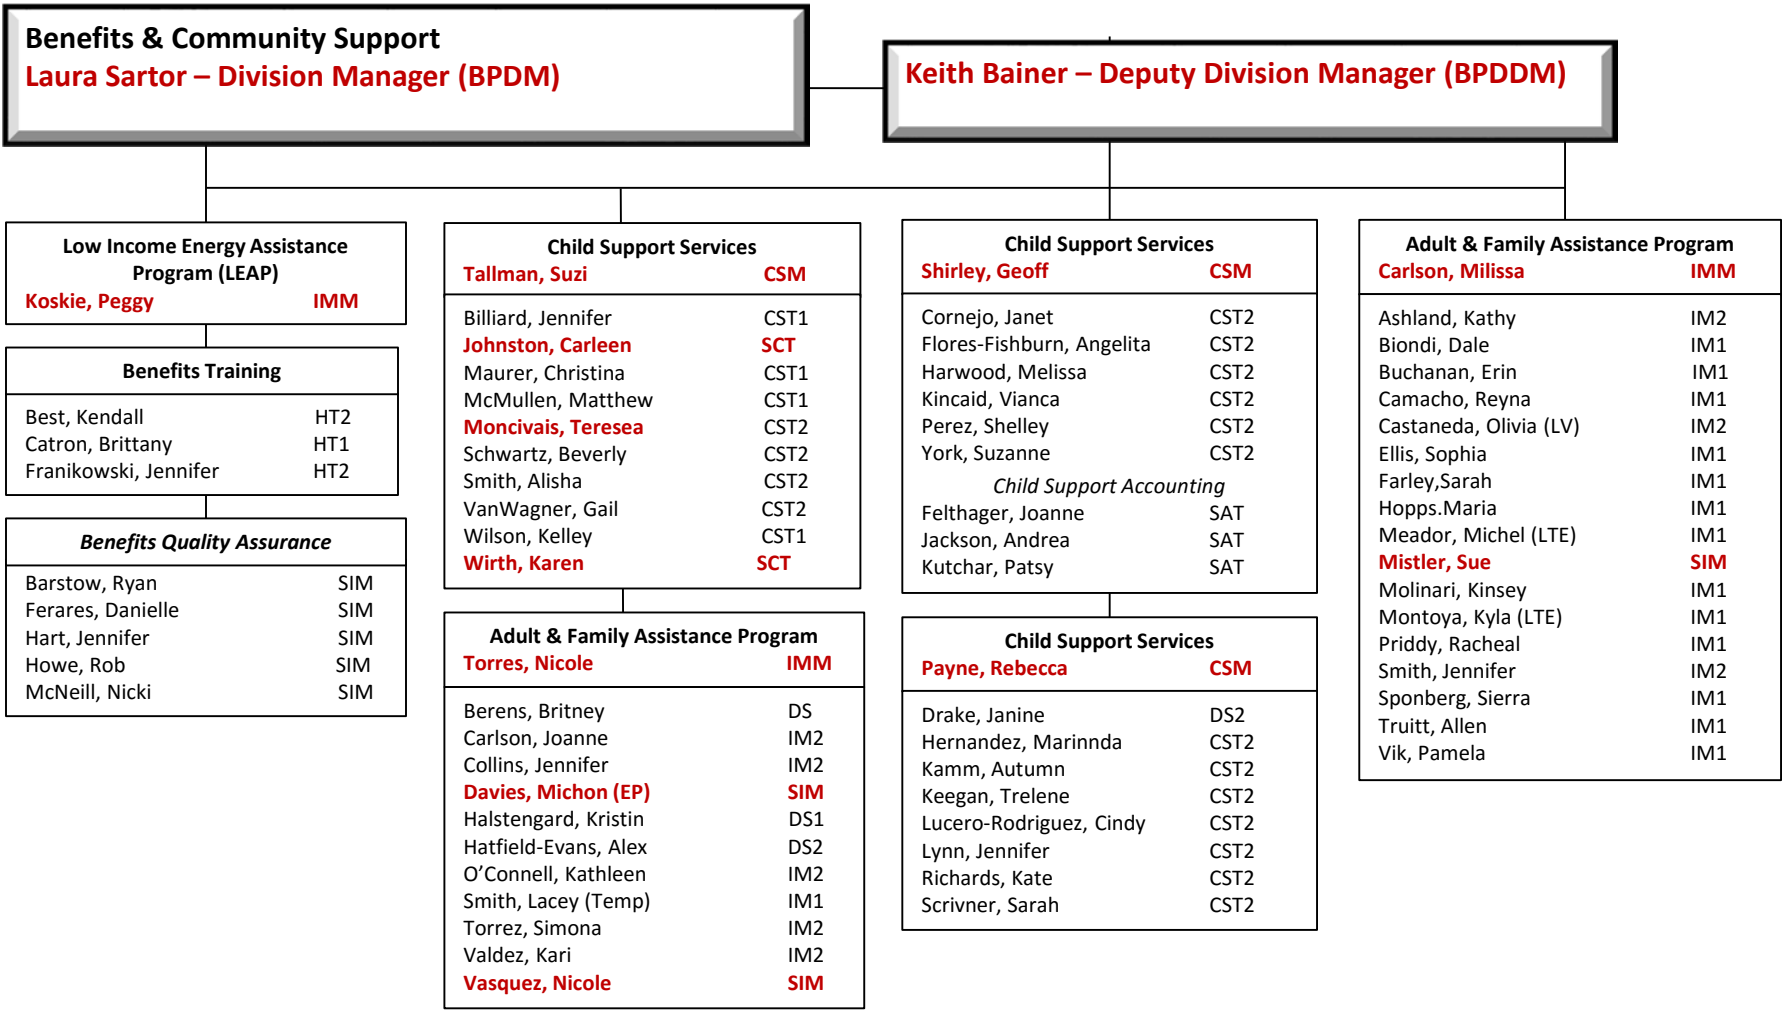 Benefits & Community Support
Laura Sartor – Division Manager (BPDM)
Keith Bainer – Deputy Division Manager (BPDDM)
Low Income Energy Assistance
Program (LEAP)
Koskie, Peggy IMM
Benefits Training
Best, Kendall HT2
Catron, Brittany HT1
Franikowski, Jennifer HT2
Benefits Quality Assurance
Barstow, Ryan SIM
Ferares, Danielle SIM
Hart, Jennifer SIM
Howe, Rob SIM
McNeill, Nicki SIM
Child Support Services
Tallman, Suzi CSM
Billiard, Jennifer CST1
Johnston, Carleen SCT
Maurer, Christina CST1
McMullen, Matthew CST1
Moncivais, Teresea CST2
Schwartz, Beverly CST2
Smith, Alisha CST2
VanWagner, Gail CST2
Wilson, Kelley CST1
Wirth, Karen SCT
Adult & Family Assistance Program
Torres, Nicole IMM
Berens, Britney DS
Carlson, Joanne IM2
Collins, Jennifer IM2
Davies, Michon (EP) SIM
Halstengard, Kristin DS1
Hatfield-Evans, Alex DS2
O’Connell, Kathleen IM2
Smith, Lacey (Temp) IM1
Torrez, Simona IM2
Valdez, Kari IM2
Vasquez, Nicole SIM
Child Support Services
Shirley, Geoff CSM
Cornejo, Janet CST2
Flores-Fishburn, Angelita CST2
Harwood, Melissa CST2
Kincaid, Vianca CST2
Perez, Shelley CST2
York, Suzanne CST2
Child Support Accounting
Felthager, Joanne SAT
Jackson, Andrea SAT
Kutchar, Patsy SAT
Child Support Services
Payne, Rebecca CSM
Drake, Janine DS2
Hernandez, Marinnda CST2
Kamm, Autumn CST2
Keegan, Trelene CST2
Lucero-Rodriguez, Cindy CST2
Lynn, Jennifer CST2
Richards, Kate CST2
Scrivner, Sarah CST2
Adult & Family Assistance Program
Carlson, Milissa IMM
Ashland, Kathy IM2
Biondi, Dale IM1
Buchanan, Erin IM1
Camacho, Reyna IM1
Castaneda, Olivia (LV) IM2
Ellis, Sophia IM1
Farley,Sarah IM1
Hopps.Maria IM1
Meador, Michel (LTE) IM1
Mistler, Sue SIM
Molinari, Kinsey IM1
Montoya, Kyla (LTE) IM1
Priddy, Racheal IM1
Smith, Jennifer IM2
Sponberg, Sierra IM1
Truitt, Allen IM1
Vik, Pamela IM1